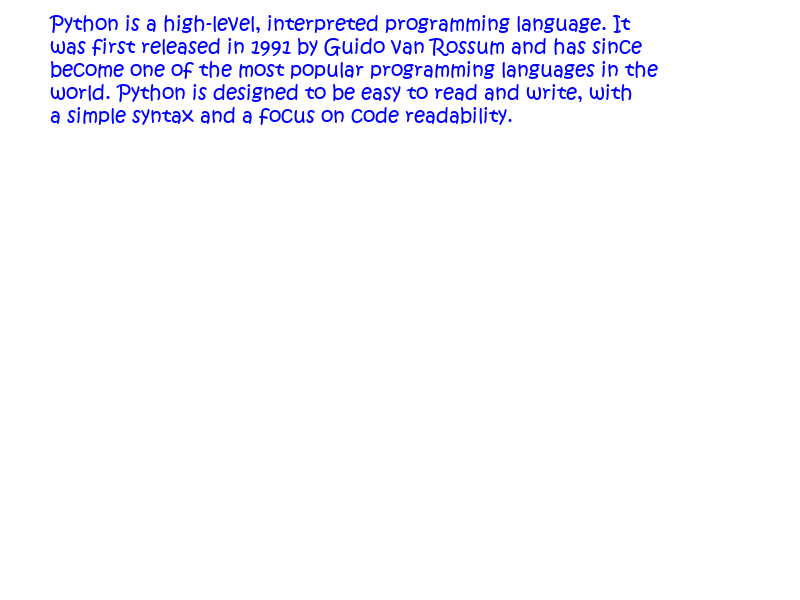 Python is a high-level, interpreted programming language. It
was first released in 1991 by Guido van Rossum and has since
become one of the most popular programming languages in the
world. Python is designed to be easy to read and write, with
a simple syntax and a focus on code readability.